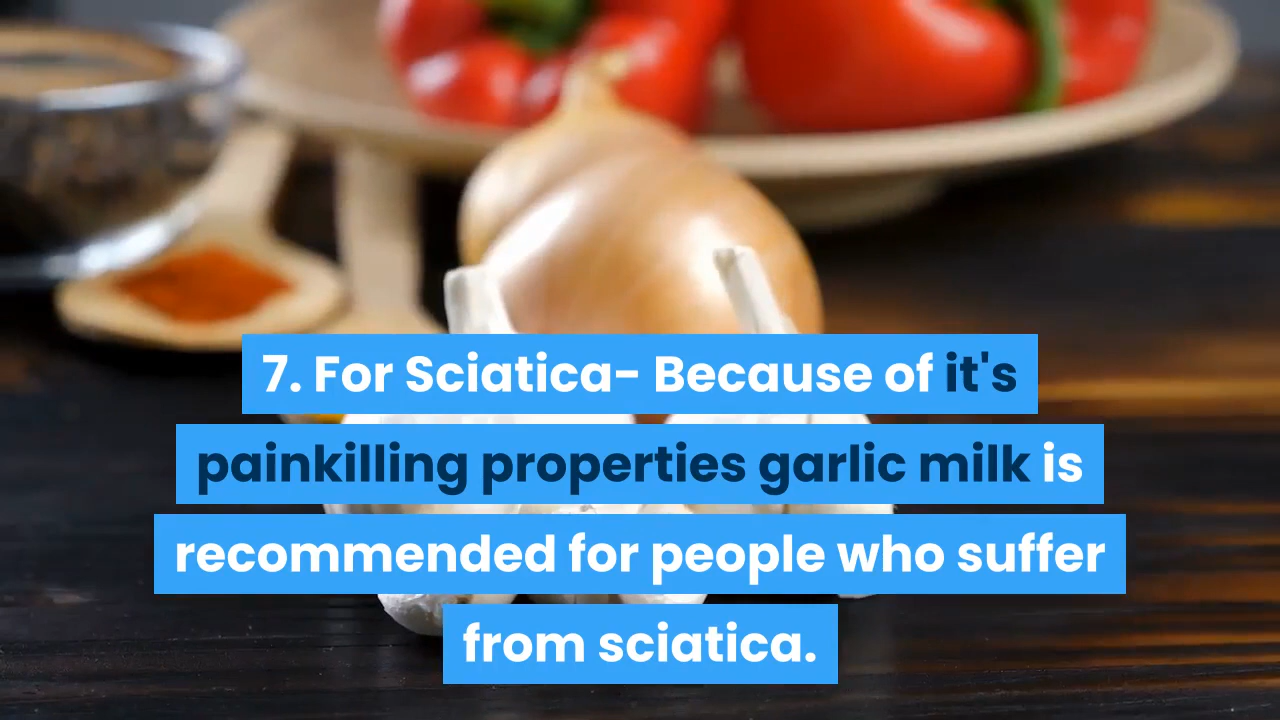 7. For Sciatica- Because of it's
painkilling properties garlic milk is
recommended for people who suffer
from sciatica.